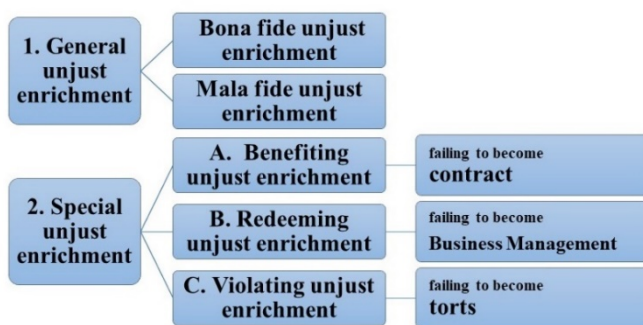 1. General
unjust
enrichment
Bona fide unjust
enrichment
Mala fide unjust
enrichment
2. Special
unjust
enrichment
A. Benefiting
unjust enrichment
failing to become
contract
B. Redeeming
unjust enrichment
failing to become
Business Management
C. Violating unjust
enrichment
failing to become
torts